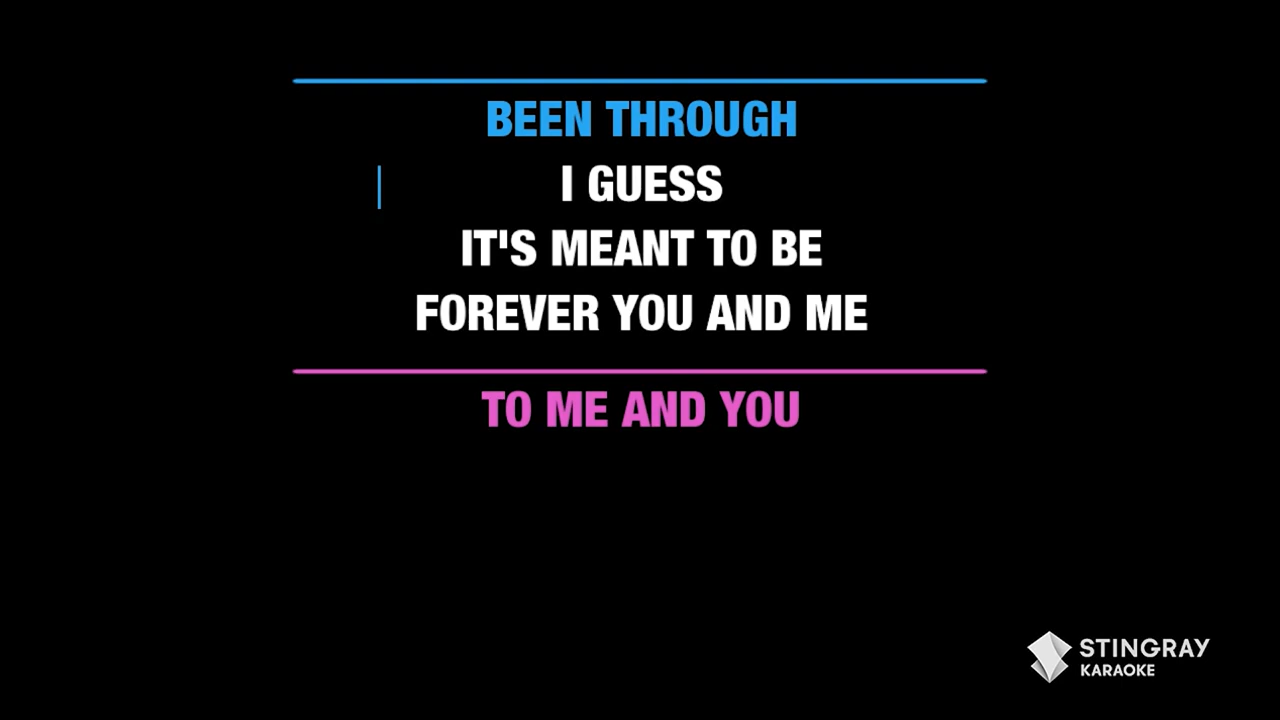 BEEN THROUGH
I GUESS
IT'S MEANT TO BE
FOREVER YOU AND ME
TO ME AND YOU
STINGRAY
KARAOKE